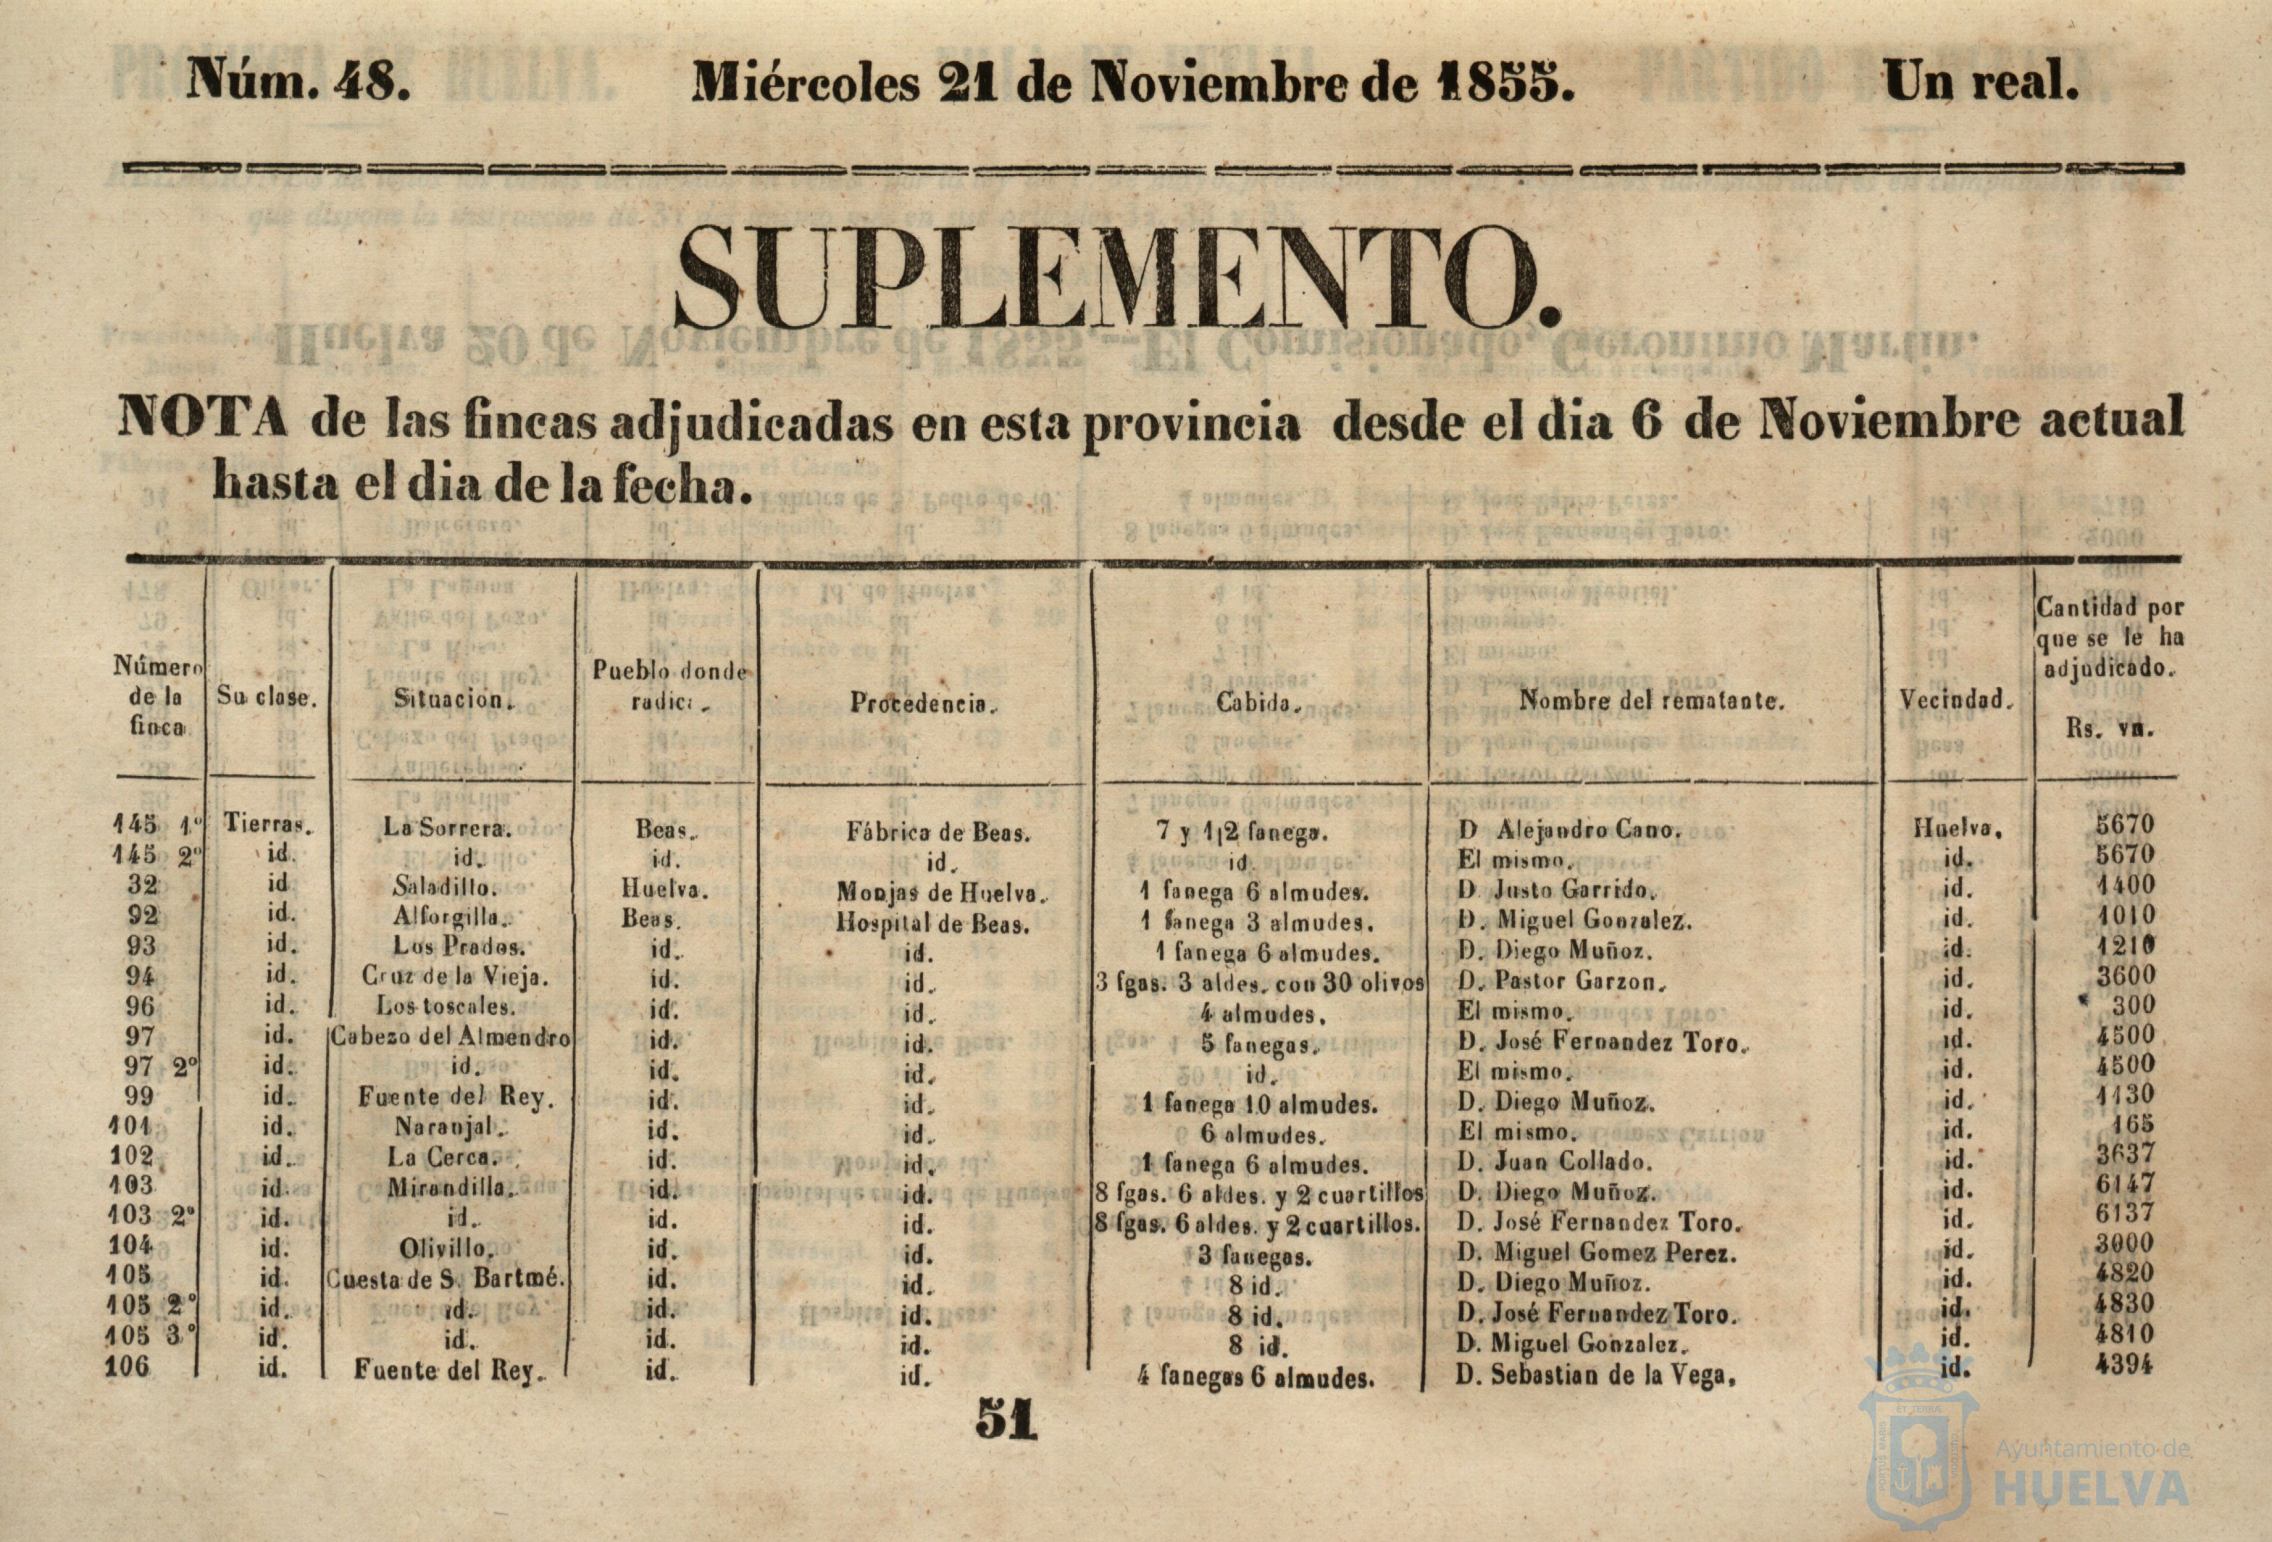 Núm. 48. Miércoles 21 de Noviembre de 1855. Un real.
SUPLEMENTO.
NOTA de las fincas adjudicadas en esta provincia desde el dia 6 de Noviembre actual
hasta el dia de la fecha.
Número de la finca Su clase. Situacion. Pueblo donde radica. Procedencia. Cabida. Nombre del rematante. Vecindad. Cantidad por que se le ha adjudicado. Rs. vn.
145 1º Tierras. La Sorrera. Beas. Fábrica de Beas. 7 y 1|2 fanega. D Alejandro Cano. Huelva. 5670
145 2º id. id. id. id. id. El mismo. id. 5670
32 id Saladillo. Huelva. Monjas de Huelva. 1 fanega 6 almudes. D. Justo Garrido. id. 1400
92 id. Alforgilla. Beas. Hospital de Beas. 1 fanega 3 almudes. D. Miguel Gonzalez. id. 1010
93 id. Los Prados. id. id. 1 fanega 6 almudes. D. Diego Muñoz. id. 1210
94 id. Cruz de la Vieja. id. id. 3 fgas. 3 aldes. con 30 olivos D. Pastor Garzon. id. 3600
96 id. Los toscales. id. id. 4 almudes. El mismo. id. 300
97 id. Cabezo del Almendro id. id. 5 fanegas. D. José Fernandez Toro. id. 4500
97 2º id. id. id. id. id. El mismo. id. 4500
99 id. Fuente del Rey. id. id. 1 fanega 10 almudes. D. Diego Muñoz. id. 1130
101 id. Naranjal. id. id. 6 almudes. El mismo. id. 165
102 id. La Cerca. id. id. 1 fanega 6 almudes. D. Juan Collado. id. 3637
103 id. Mirandilla. id. id. 8 fgas. 6 aldes. y 2 cuartillos D. Diego Muñoz. id. 6147
103 2º id. id. id. id. 8 fgas. 6 aldes. y 2 cuartillos. D. José Fernandez Toro. id. 6137
104 id. Olivillo. id. id. 3 fanegas. D. Miguel Gomez Perez. id. 3000
105 id. Cuesta de S. Bartmé. id. id. 8 id. D. Diego Muñoz. id. 4820
105 2º id. id. id. id. 8 id. D. José Fernandez Toro. id. 4830
105 3º id. id. id. id. 8 id. D. Miguel Gonzalez. id. 4810
106 id. Fuente del Rey. id. id. 4 fanegas 6 almudes. D. Sebastian de la Vega. id. 4394
51
Ayuntamiento de
HUELVA